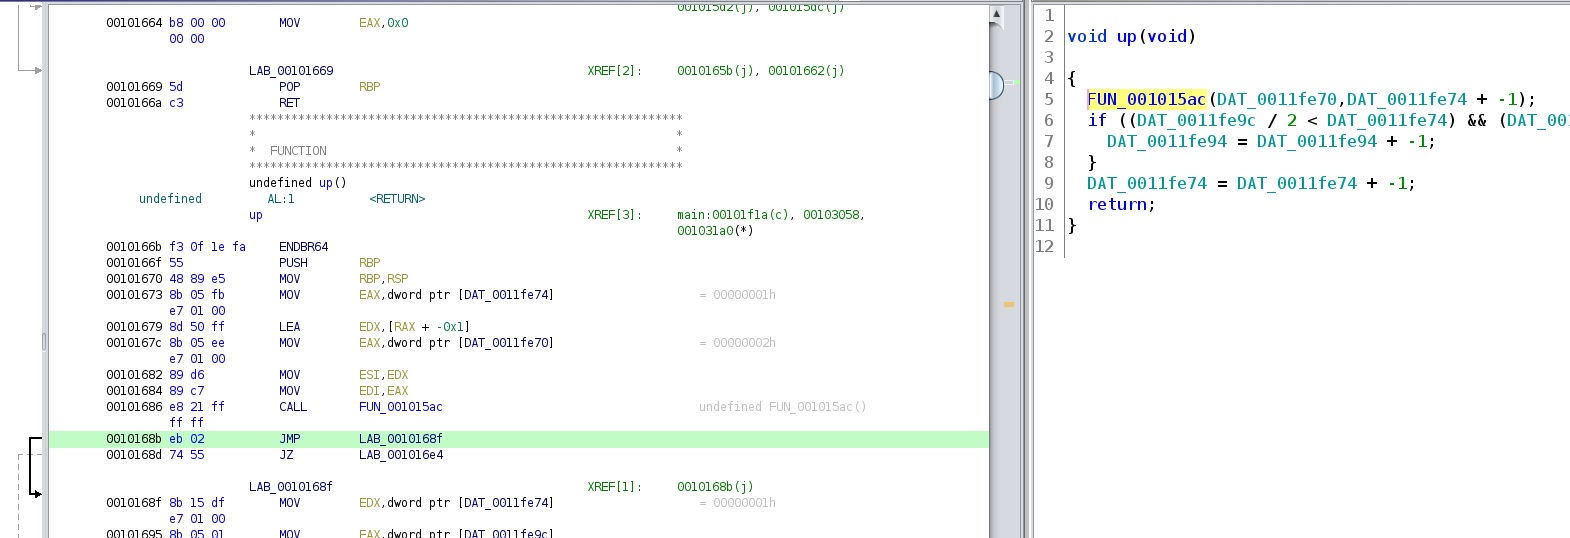 001015d2(j), 001015dc(j)
00101664 b8 00 00 MOV EAX,0x0
00 00
LAB_00101669 XREF[2]: 0010165b(j), 00101662(j)
00101669 5d POP RBP
0010166a c3 RET
**************************************************************
* *
* FUNCTION
**************************************************************
undefined up()
undefined AL:1 <RETURN>
up XREF[3]: main:00101f1a(c), 00103058,
001031a0(*)
0010166b f3 0f 1e fa ENDBR64
0010166f 55 PUSH RBP
00101670 48 89 e5 MOV RBP,RSP
00101673 8b 05 fb MOV EAX,dword ptr [DAT_0011fe74] = 00000001h
e7 01 00
00101679 8d 50 ff LEA EDX,[RAX + -0x1]
0010167c 8b 05 ee MOV EAX,dword ptr [DAT_0011fe70] = 00000002h
e7 01 00
00101682 89 d6 MOV ESI,EDX
00101684 89 c7 MOV EDI,EAX
00101686 e8 21 ff CALL FUN_001015ac undefined FUN_001015ac()
ff ff
0010168b eb 02 JMP LAB_0010168f
0010168d 74 55 JZ LAB_001016e4
LAB_0010168f XREF[1]: 0010168b(j)
0010168f 8b 15 df MOV EDX,dword ptr [DAT_0011fe74] = 00000001h
e7 01 00
00101695 8b 05 01 MOV EAX,dword ptr [DAT_0011fe9c]
1
2 void up(void)
3
4 {
5 FUN_001015ac(DAT_0011fe70,DAT_0011fe74 + -1);
6 if ((DAT_0011fe9c / 2 < DAT_0011fe74) && (DAT_001
7 DAT_0011fe94 = DAT_0011fe94 + -1;
8 }
9 DAT_0011fe74 = DAT_0011fe74 + -1;
10 return;
11 }
12